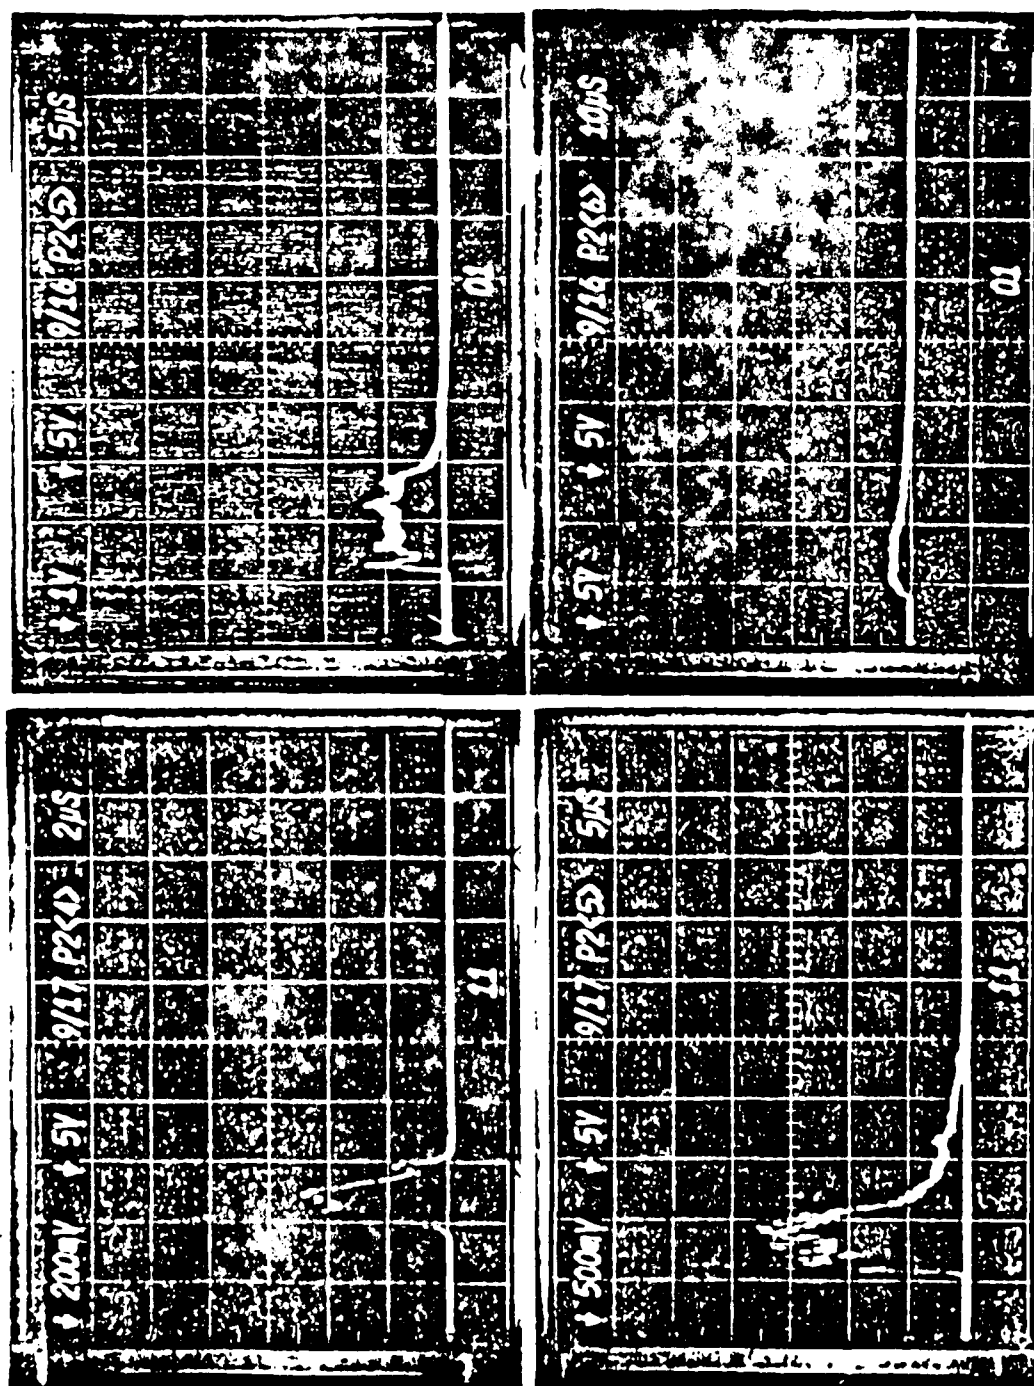 ↓ 200mV ↓ 5V -9/17 P2<4> 2µS
11
↓ 1V ↓ 5V -9/16 P2<5> 5µS
01
↓ 500mV ↓ 5V -9/17 P2<5> 5µS
11
↓ 5V ↓ 5V -9/16 P2<6> 10µS
01